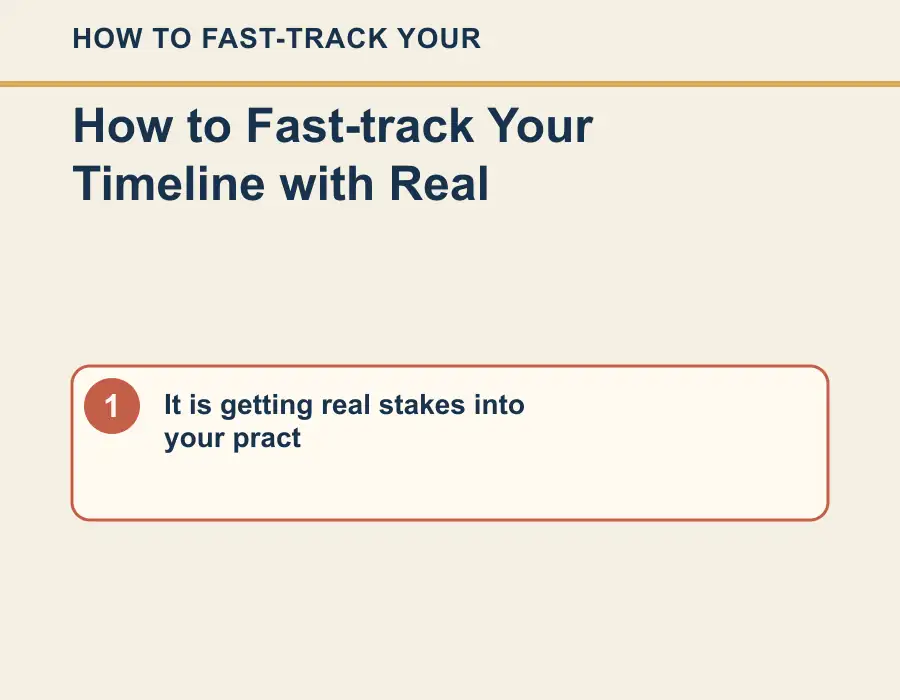 HOW TO FAST-TRACK YOUR
How to Fast-track Your
Timeline with Real
1
It is getting real stakes into
your pract